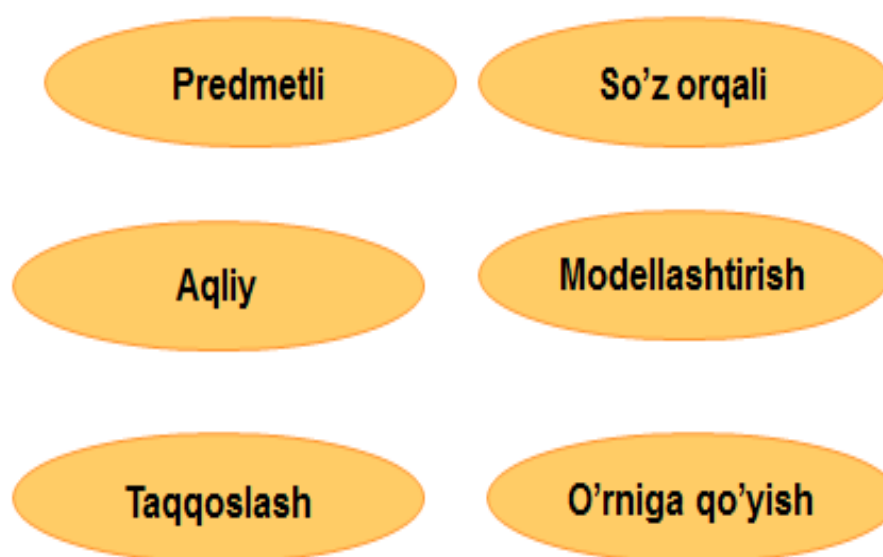 Predmetli
So’z orqali
Aqliy
Modellashtirish
Taqqoslash
O’rniga qo’yish